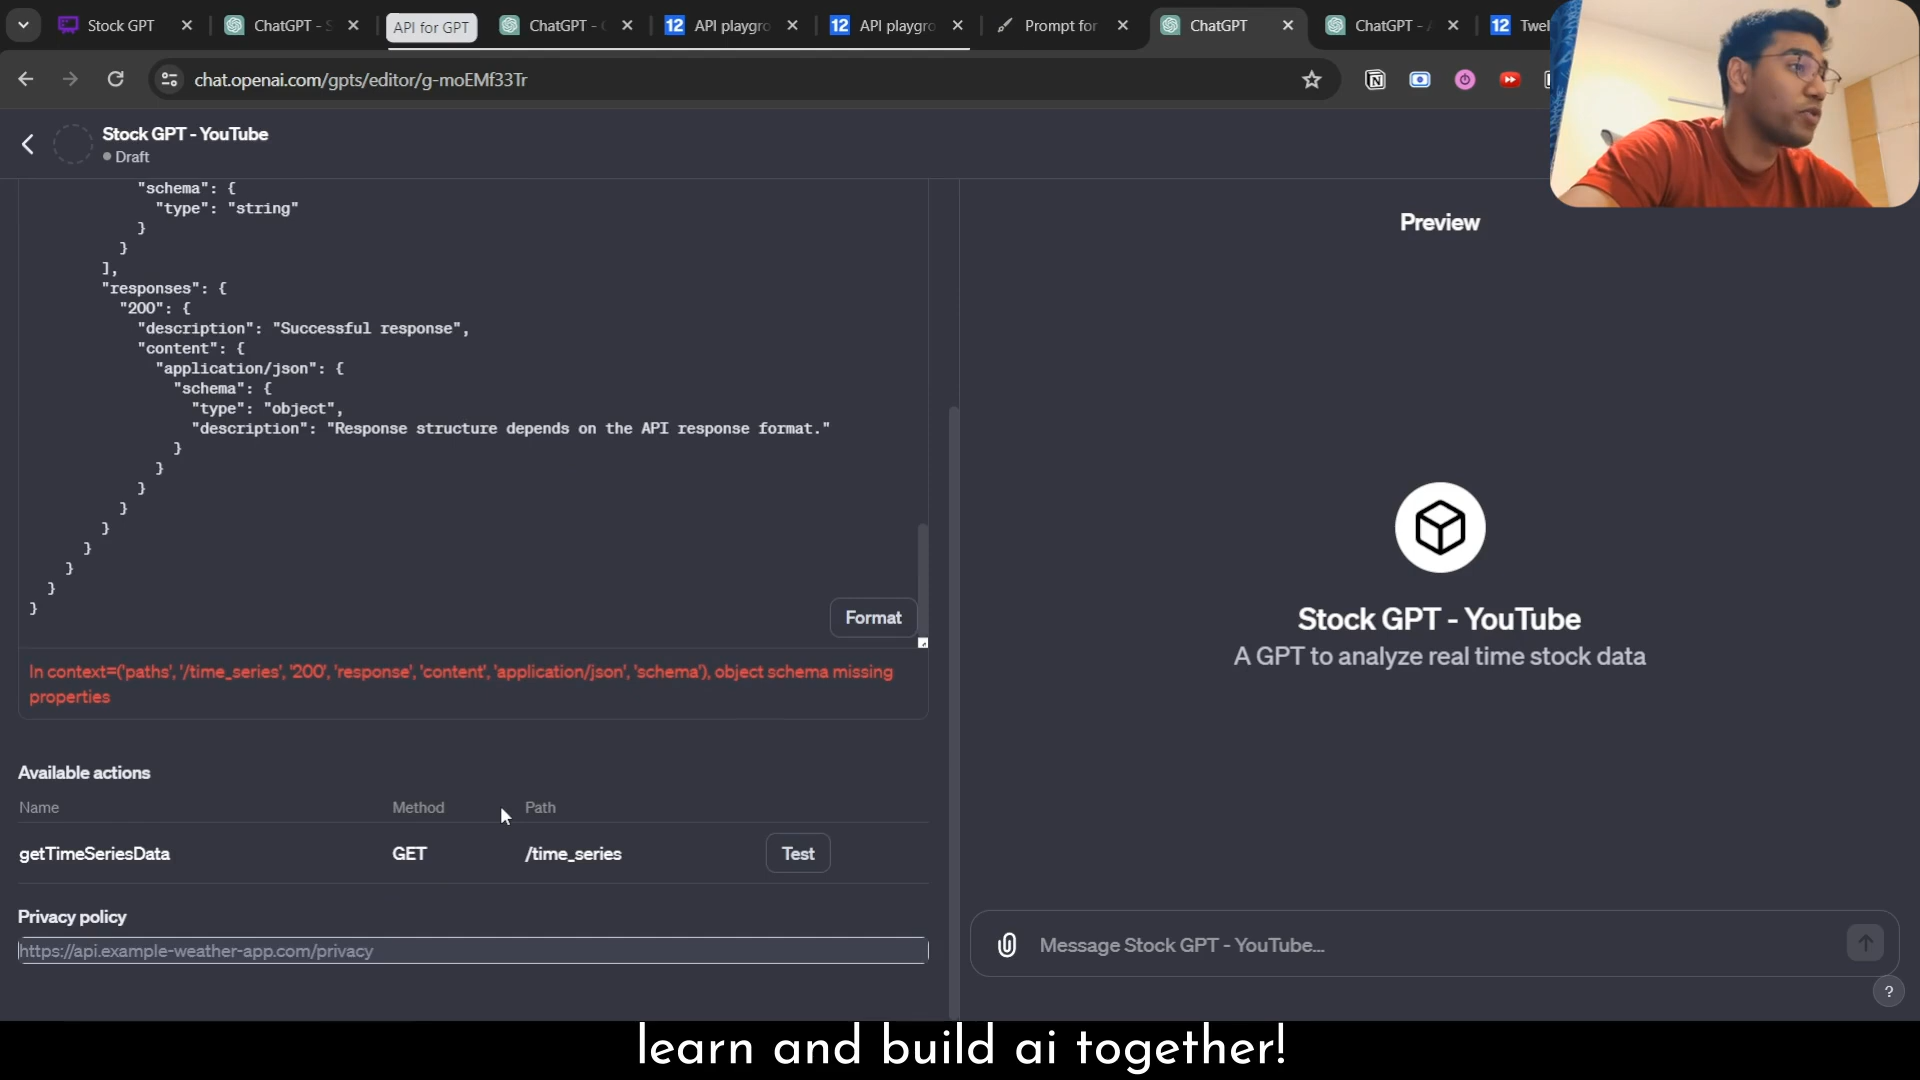 Stock GPT
ChatGPT - S
API for GPT
ChatGPT - 
12 API playgro
12 API playgro
Prompt for
ChatGPT
ChatGPT - 
12 Twel
chat.openai.com/gpts/editor/g-moEMf33Tr
Stock GPT - YouTube
Draft
"schema": {
"type": "string"
}
}
],
"responses": {
"200": {
"description": "Successful response",
"content": {
"application/json": {
"schema": {
"type": "object",
"description": "Response structure depends on the API response format."
}
}
}
}
}
}
}
}
}
Format
In context=('paths', '/time_series', '200', 'response', 'content', 'application/json', 'schema'), object schema missing
properties
Available actions
Name Method Path
getTimeSeriesData GET /time_series Test
Privacy policy
https://api.example-weather-app.com/privacy
Preview
Stock GPT - YouTube
A GPT to analyze real time stock data
Message Stock GPT - YouTube...
?
learn and build ai together!